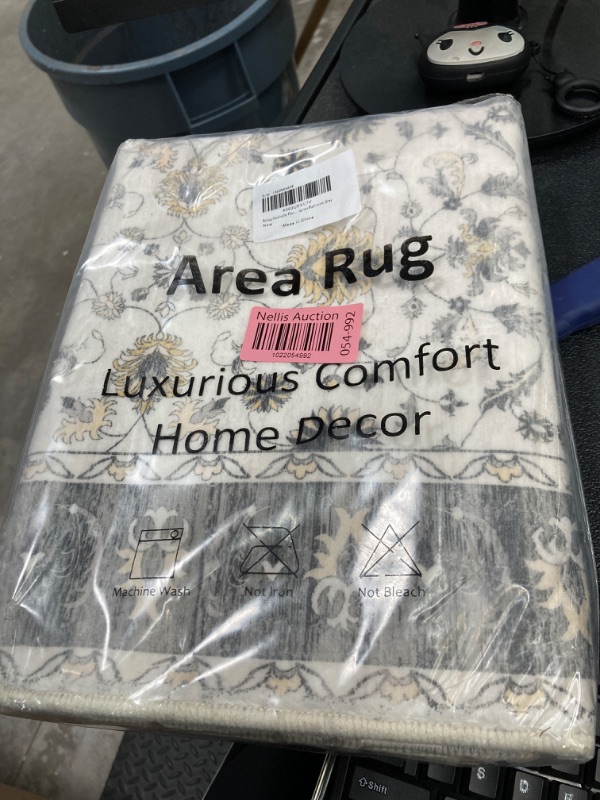 Made in China
Area Rug
Nellis Auction
1022054992
054-992
Luxurious Comfort
Home Decor
Machine Wash
Not Iran
Not Bleach
Shift
S
D